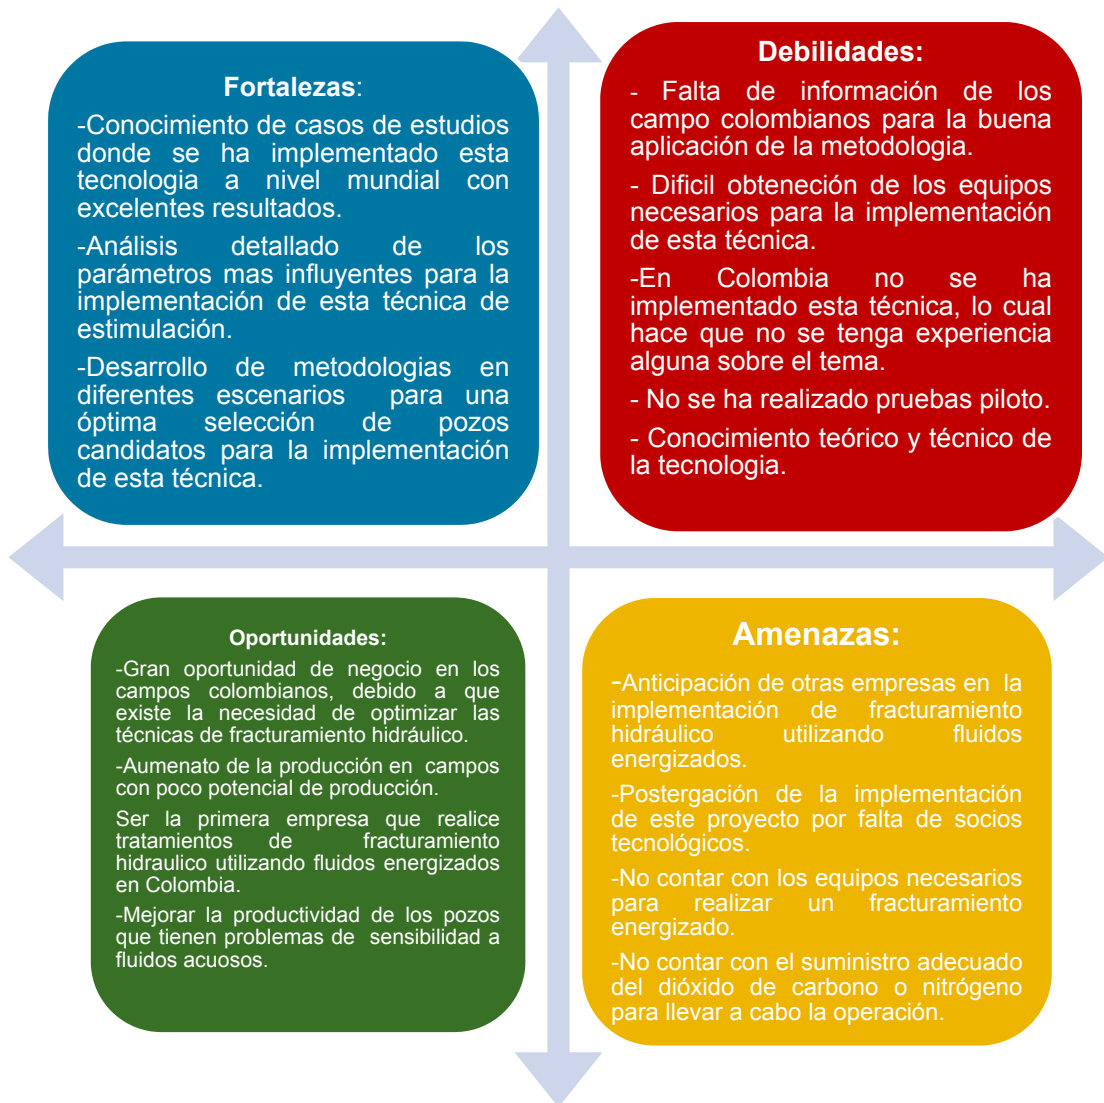 Fortalezas:
-Conocimiento de casos de estudios
donde se ha implementado esta
tecnologia a nivel mundial con
excelentes resultados.
-Análisis detallado de los
parámetros mas influyentes para la
implementación de esta técnica de
estimulación.
-Desarrollo de metodologias en
diferentes escenarios para una
óptima selección de pozos
candidatos para la implementación
de esta técnica.
Debilidades:
- Falta de información de los
campo colombianos para la buena
aplicación de la metodologia.
- Dificil obteneción de los equipos
necesarios para la implementación
de esta técnica.
-En Colombia no se ha
implementado esta técnica, lo cual
hace que no se tenga experiencia
alguna sobre el tema.
- No se ha realizado pruebas piloto.
- Conocimiento teórico y técnico de
la tecnologia.
Oportunidades:
-Gran oportunidad de negocio en los
campos colombianos, debido a que
existe la necesidad de optimizar las
técnicas de fracturamiento hidráulico.
-Aumenato de la producción en campos
con poco potencial de producción.
Ser la primera empresa que realice
tratamientos de fracturamiento
hidraulico utilizando fluidos energizados
en Colombia.
-Mejorar la productividad de los pozos
que tienen problemas de sensibilidad a
fluidos acuosos.
Amenazas:
-Anticipación de otras empresas en la
implementación de fracturamiento
hidráulico utilizando fluidos
energizados.
-Postergación de la implementación
de este proyecto por falta de socios
tecnológicos.
-No contar con los equipos necesarios
para realizar un fracturamiento
energizado.
-No contar con el suministro adecuado
del dióxido de carbono o nitrógeno
para llevar a cabo la operación.